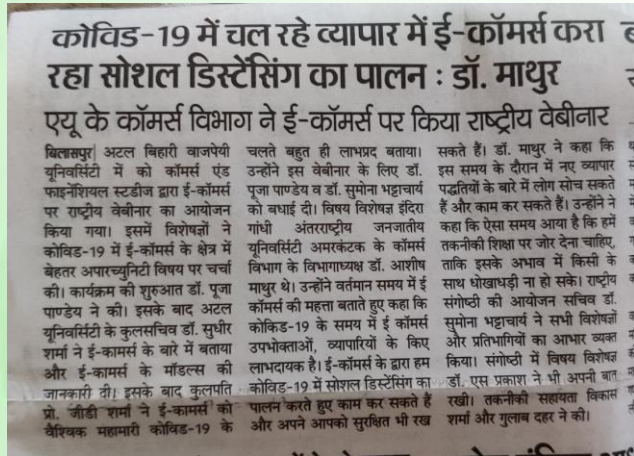 कोविड-19 में चल रहे व्यापार में ई-कॉमर्स करा
रहा सोशल डिस्टेंसिंग का पालन : डॉ. माथुर
एयू के कॉमर्स विभाग ने ई-कॉमर्स पर किया राष्ट्रीय वेबीनार
बिलासपुर| अटल बिहारी वाजपेयी
यूनिवर्सिटी में को कॉमर्स एंड
फाइनेंशियल स्टडीज द्वारा ई-कॉमर्स
पर राष्ट्रीय वेबीनार का आयोजन
किया गया। इसमें विशेषज्ञों ने
कोविड-19 में ई-कॉमर्स के क्षेत्र में
बेहतर अपारच्युनिटी विषय पर चर्चा
की। कार्यक्रम की शुरुआत डॉ. पूजा
पाण्डेय ने की। इसके बाद अटल
यूनिवर्सिटी के कुलसचिव डॉ. सुधीर
शर्मा ने ई-कामर्स के बारे में बताया
और ई-कामर्स के मॉडल्स की
जानकारी दी। इसके बाद कुलपति
प्रो. जीडी शर्मा ने ई-कामर्स को
वैश्विक महामारी कोविड-19 के
चलते बहुत ही लाभप्रद बताया।
उन्होंने इस वेबीनार के लिए डॉ.
पूजा पाण्डेय व डॉ. सुमोना भट्टाचार्य
को बधाई दी। विषय विशेषज्ञ इंदिरा
गांधी अंतरराष्ट्रीय जनजातीय
यूनिवर्सिटी अमरकंटक के कॉमर्स
विभाग के विभागाध्यक्ष डॉ. आशीष
माथुर थे। उन्होंने वर्तमान समय में ई
कॉमर्स की महत्ता बताते हुए कहा कि
कोकिड-19 के समय में ई कॉमर्स
उपभोक्ताओं, व्यापारियों के किए
लाभदायक है। ई-कॉमर्स के द्वारा हम
कोविड-19 में सोशल डिस्टेंसिंग का
पालन करते हुए काम कर सकते हैं
और अपने आपको सुरक्षित भी रख
सकते हैं। डॉ. माथुर ने कहा कि
इस समय के दौरान में नए व्यापार
पद्धतियों के बारे में लोग सोच सकते
हैं और काम कर सकते हैं। उन्होंने ने
कहा कि ऐसा समय आया है कि हमें
तकनीकी शिक्षा पर जोर देना चाहिए,
ताकि इसके अभाव में किसी के
साथ धोखाधड़ी ना हो सके। राष्ट्रीय
संगोष्ठी की आयोजन सचिव डॉ.
सुमोना भट्टाचार्य ने सभी विशेषज्ञों
और प्रतिभागियों का आभार व्यक्त
किया। संगोष्ठी में विषय विशेषज्ञ
डॉ. एस प्रकाश ने भी अपनी बात
रखी। तकनीकी सहायता विकास
शर्मा और गुलाब दहर ने की।